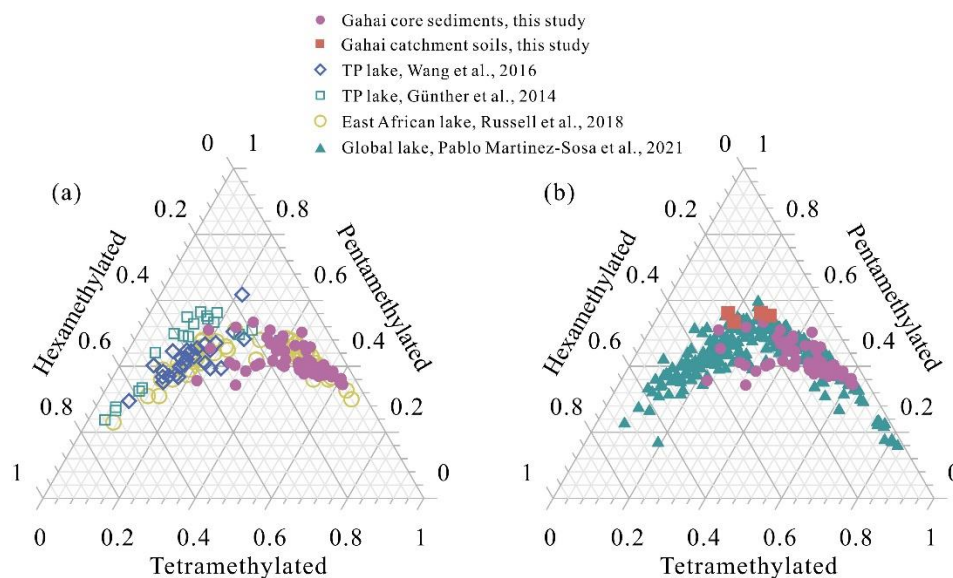 Gahai core sediments, this study
Gahai catchment soils, this study
TP lake, Wang et al., 2016
TP lake, Günther et al., 2014
East African lake, Russell et al., 2018
Global lake, Pablo Martinez-Sosa et al., 2021
(a)
0 1
0.2 0.8
0.4 0.6
0.6 0.4
0.8 0.2
1 0
0 0.2 0.4 0.6 0.8 1
Hexamethylated
Pentamethylated
Tetramethylated
(b)
0 1
0.2 0.8
0.4 0.6
0.6 0.4
0.8 0.2
1 0
0 0.2 0.4 0.6 0.8 1
Hexamethylated
Pentamethylated
Tetramethylated